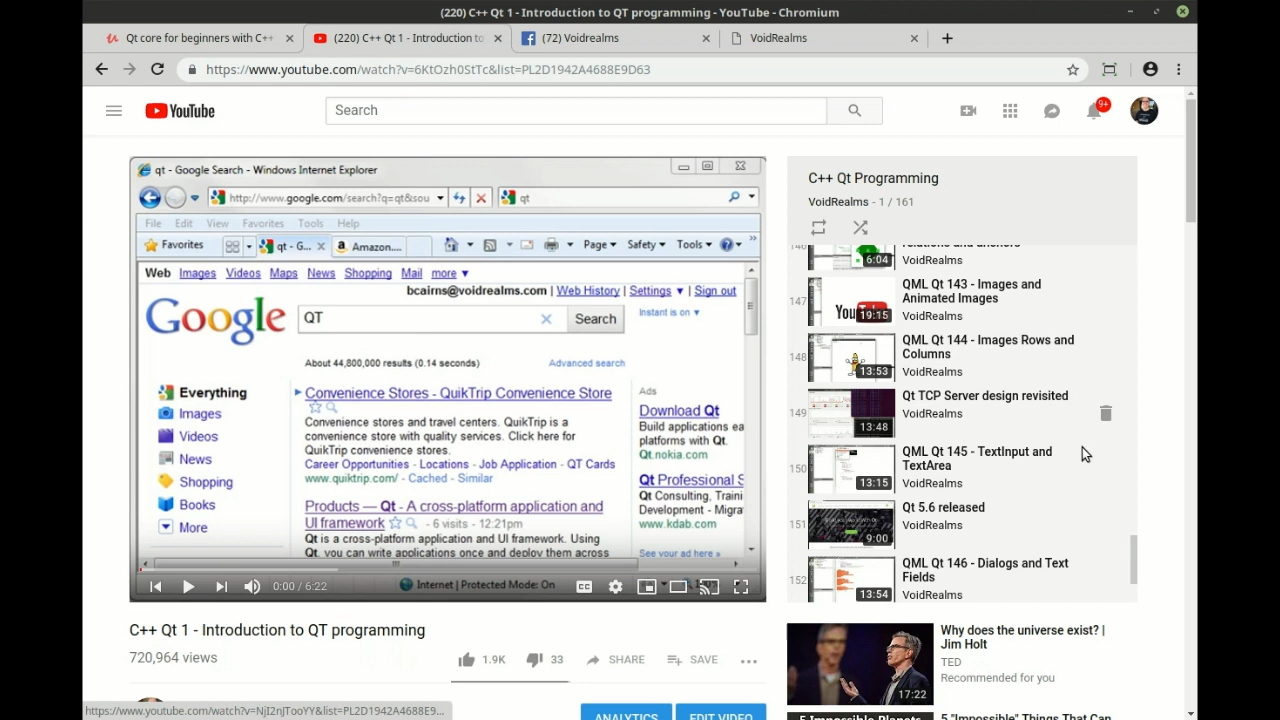 (220) C++ Qt 1 - Introduction to QT programming - YouTube - Chromium
Qt core for beginners with C++
(220) C++ Qt 1 - Introduction to
(72) Voidrealms
VoidRealms
https://www.youtube.com/watch?v=6KtOzh0StTc&list=PL2D1942A4688E9D63
YouTube
Search
9+
qt - Google Search - Windows Internet Explorer
http://www.google.com/search?q=qt&sou
qt
File Edit View Favorites Tools Help
Favorites
qt - G...
Amazon....
Page
Safety
Tools
Web Images Videos Maps News Shopping Mail more
bcairns@voidrealms.com | Web History | Settings | Sign out
Google
QT
Search
Instant is on
About 44,800,000 results (0.14 seconds)
Advanced search
Everything
Images
Videos
News
Shopping
Books
More
Convenience Stores - QuikTrip Convenience Store
QuikTrip is a
convenience store with quality services. Click here for
QuikTrip convenience.
Career Opportunities - Locations - Job Application - QT Cards
www.quiktrip.com/ - Cached - Similar
Products — Qt - A cross-platform application and
UI framework
- 6 visits - 12:21pm
Qt is a cross-platform application and UI framework. Using
Qt, you can write applications once and deploy them across
Ads
Download Qt
Build applications ea
platforms with Qt.
Qt.nokia.com
Qt Professional S
Qt Consulting, Traini
Development - Migra
www.kdab.com
See your ad here »
Internet | Protected Mode: On
0:00 / 6:22
CC
C++ Qt Programming
VoidRealms - 1 / 161
6:04
VoidRealms
147
19:15
QML Qt 143 - Images and
Animated Images
VoidRealms
148
13:53
QML Qt 144 - Images Rows and
Columns
VoidRealms
149
13:48
Qt TCP Server design revisited
VoidRealms
150
13:15
QML Qt 145 - TextInput and
TextArea
VoidRealms
151
9:00
Qt 5.6 released
VoidRealms
152
13:54
QML Qt 146 - Dialogs and Text
Fields
VoidRealms
C++ Qt 1 - Introduction to QT programming
720,964 views
1.9K
33
SHARE
SAVE
17:22
Why does the universe exist? |
Jim Holt
TED
Recommended for you
https://www.youtube.com/watch?v=NjI2nJTooYY&list=PL2D1942A4688E9...
ANALYTICS
EDIT VIDEO
5 Impossible Planets
5 "Impossible" Things That Can